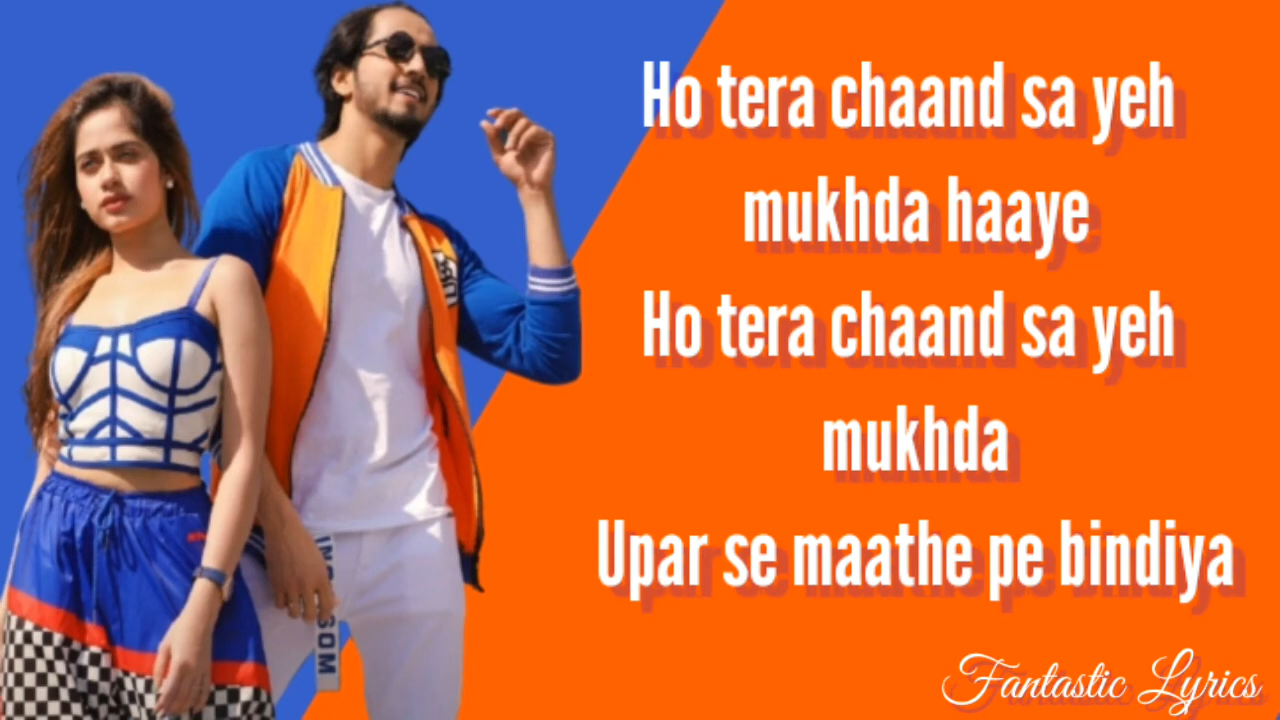 Ho tera chaand sa yeh
mukhda haaye
Ho tera chaand sa yeh
mukhda
Upar se maathe pe bindiya
Fantastic Lyrics